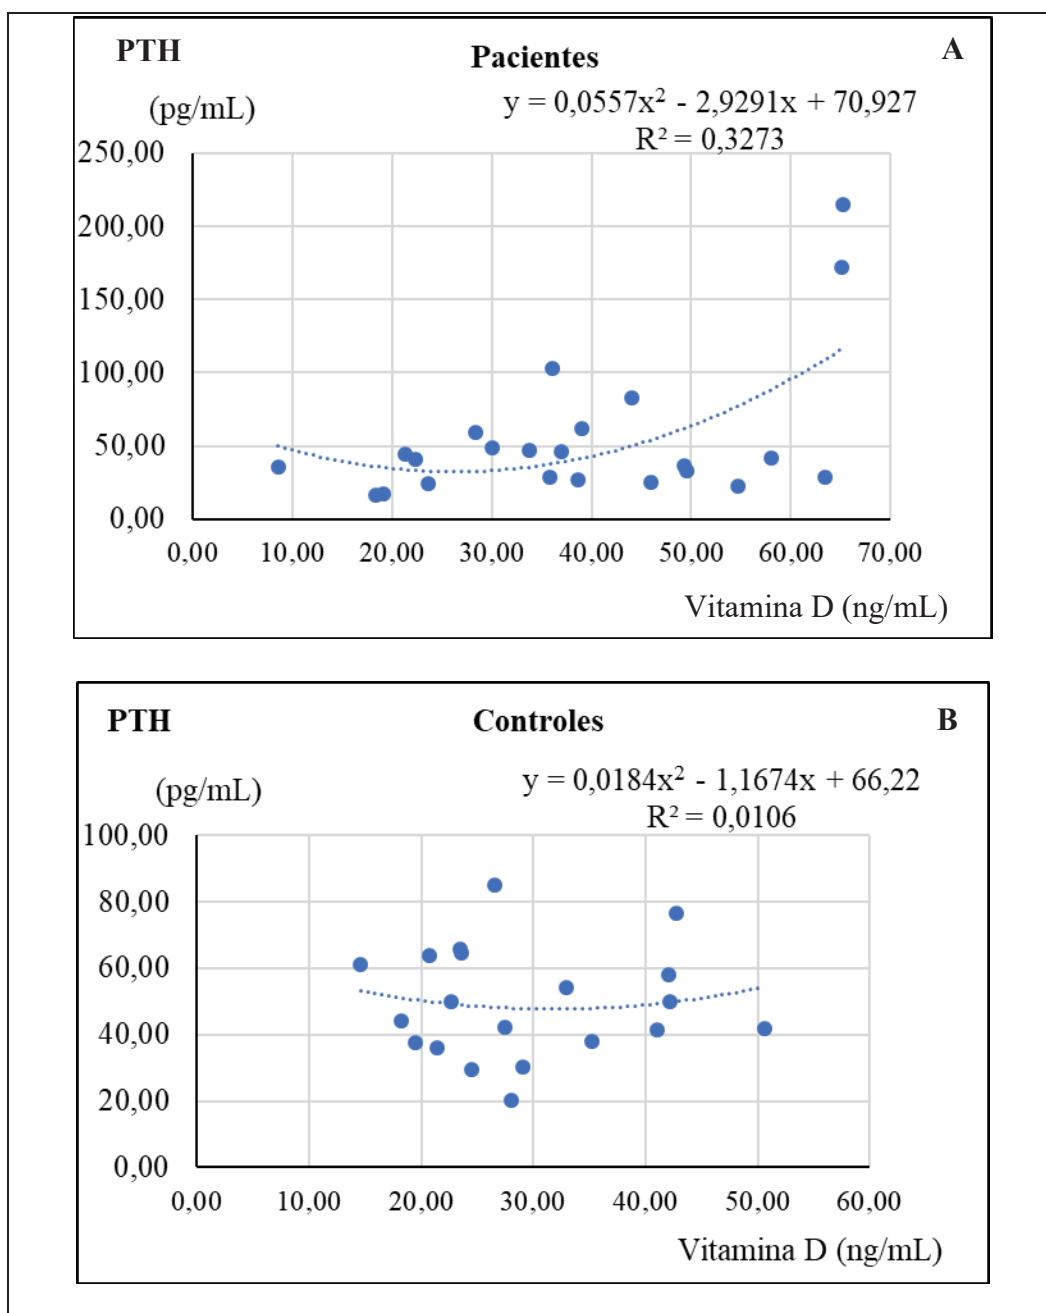 PTH Pacientes A
(pg/mL) y = 0,0557x² - 2,9291x + 70,927
R² = 0,3273
250,00
200,00
150,00
100,00
50,00
0,00
0,00 10,00 20,00 30,00 40,00 50,00 60,00 70,00
Vitamina D (ng/mL)
PTH Controles B
(pg/mL) y = 0,0184x² - 1,1674x + 66,22
R² = 0,0106
100,00
80,00
60,00
40,00
20,00
0,00
0,00 10,00 20,00 30,00 40,00 50,00 60,00
Vitamina D (ng/mL)